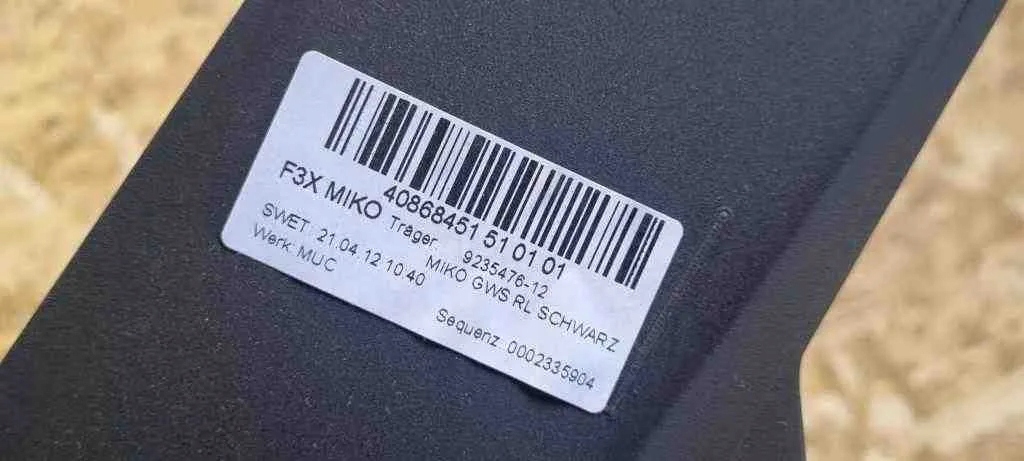 40868451 51 01 01
F3X MIKO Träger 9235476-12
MIKO GWS RL SCHWARZ
SWET: 21.04.12 10:40
Werk: MUC
Sequenz 0002335904